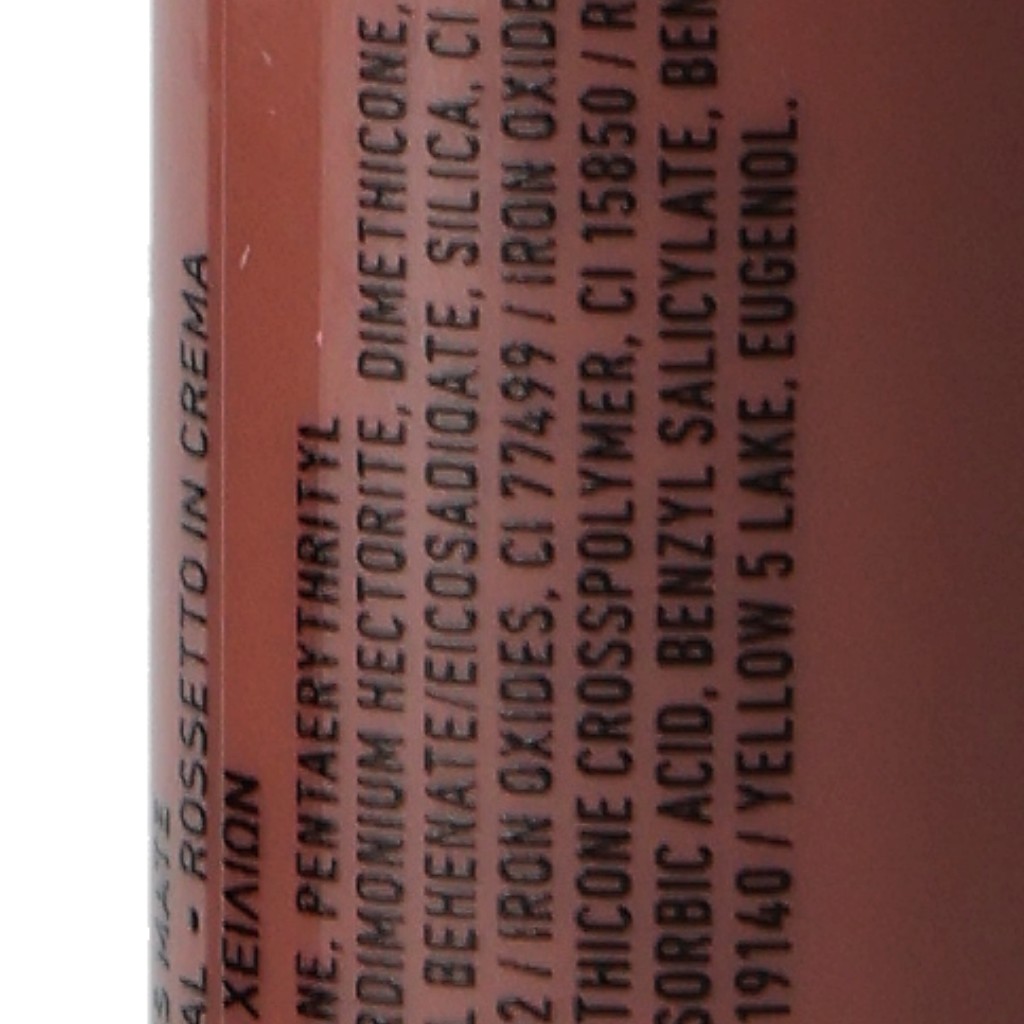 S MATE
AL - ROSSETTO IN CREMA
ΧΕΙΛΙΩΝ
NE, PENTAERYTHRITYL
RDIMONIUM HECTORITE, DIMETHICONE,
L BEHENATE/EICOSADIOATE, SILICA, CI
2 / IRON OXIDES, CI 77499 / IRON OXIDE
THICONE CROSSPOLYMER, CI 15850 / R
SORBIC ACID, BENZYL SALICYLATE, BEN
19140 / YELLOW 5 LAKE, EUGENOL.